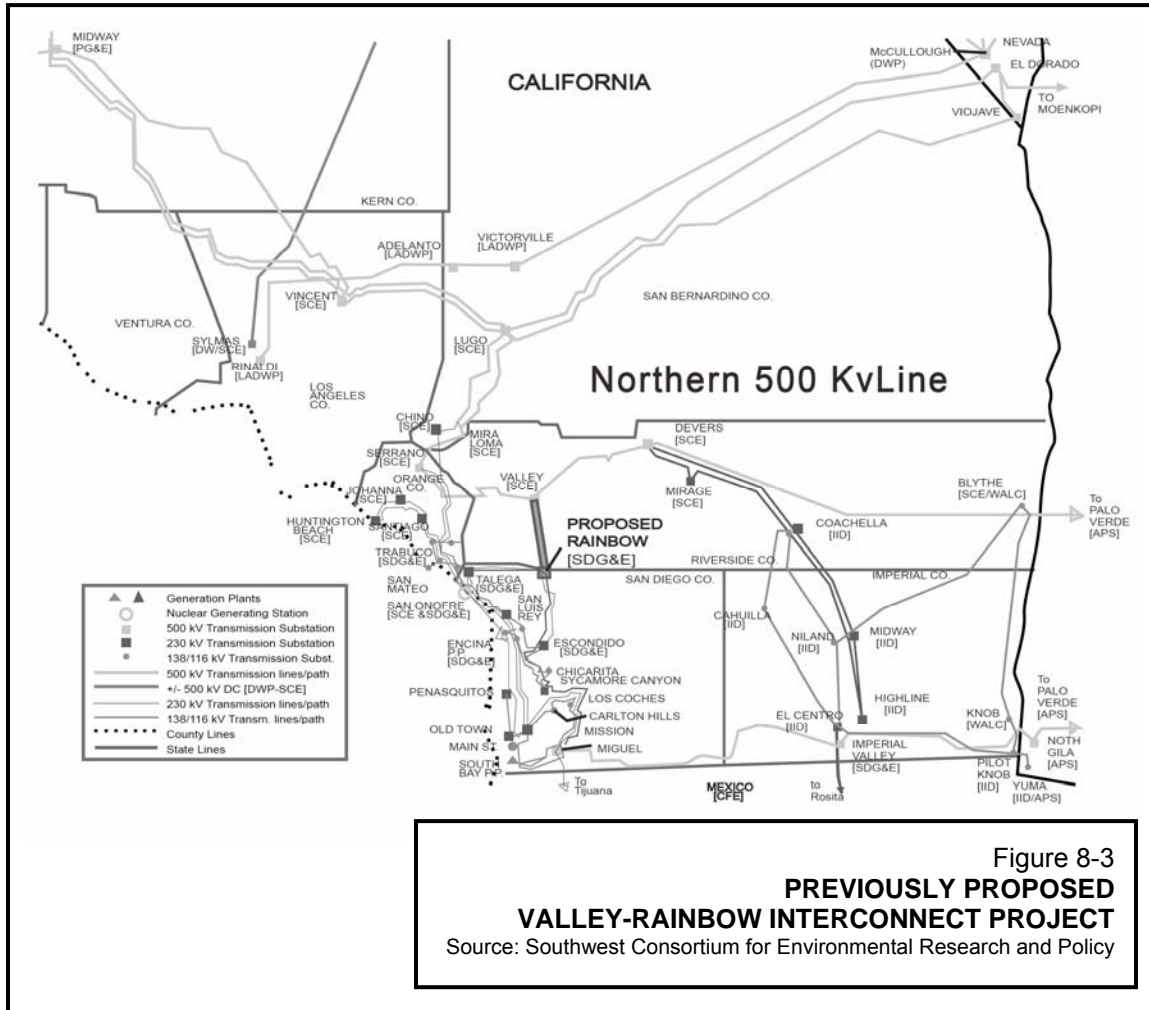 MIDWAY
[PG&E]
CALIFORNIA
McCULLOUGH
(DWP)
NEVADA
EL DORADO
TO
MOENKOPI
VIOJAVE
KERN CO.
ADELANTO
[LADWP]
VICTORVILLE
[LADWP]
VINCENT
[SCE]
SAN BERNARDINO CO.
VENTURA CO.
SYLMAS
[DW/SCE]
RINALDI
[LADWP]
LUGO
[SCE]
LOS
ANGELES
CO.
Northern 500 KvLine
CHINO
[SCE]
MIRA
LOMA
[SCE]
SERRANO
[SCE]
ORANGE
CO.
DEVERS
[SCE]
VALLEY
[SCE]
MIRAGE
[SCE]
BLYTHE
[SCE/WALC]
To
PALO
VERDE
[APS]
JOHANNA
[SCE]
HUNTINGTON
BEACH
[SCE]
SANTIAGO
[SCE]
TRABUCO
[SDG&E]
PROPOSED
RAINBOW
[SDG&E]
COACHELLA
[IID]
RIVERSIDE CO.
SAN DIEGO CO.
IMPERIAL CO.
SAN
MATEO
TALEGA
[SDG&E]
SAN ONOFRE
[SCE &SDG&E]
SAN
LUIS
REY
CAHUILLA
[IID]
NILAND
[IID]
MIDWAY
[IID]
ENCINA
P.P.
[SDG&E]
ESCONDIDO
[SDG&E]
CHICARITA
SYCAMORE CANYON
PENASQUITOS
LOS COCHES
CARLTON HILLS
MISSION
MIGUEL
OLD TOWN
MAIN ST.
SOUTH
BAY P.P.
To
Tijuana
HIGHLINE
[IID]
EL CENTRO
[IID]
IMPERIAL
VALLEY
[SDG&E]
KNOB
[WALC]
To
PALO
VERDE
[APS]
NOTH
GILA
[APS]
PILOT
KNOB
[IID]
YUMA
[IID/APS]
MEXICO
[CFE]
to
Rosita
Generation Plants
Nuclear Generating Station
500 kV Transmission Substation
230 kV Transmission Substation
138/116 kV Transmission Subst.
500 kV Transmission lines/path
+/- 500 kV DC [DWP-SCE]
230 kV Transmission lines/path
138/116 kV Transm. lines/path
County Lines
State Lines
Figure 8-3
PREVIOUSLY PROPOSED
VALLEY-RAINBOW INTERCONNECT PROJECT
Source: Southwest Consortium for Environmental Research and Policy